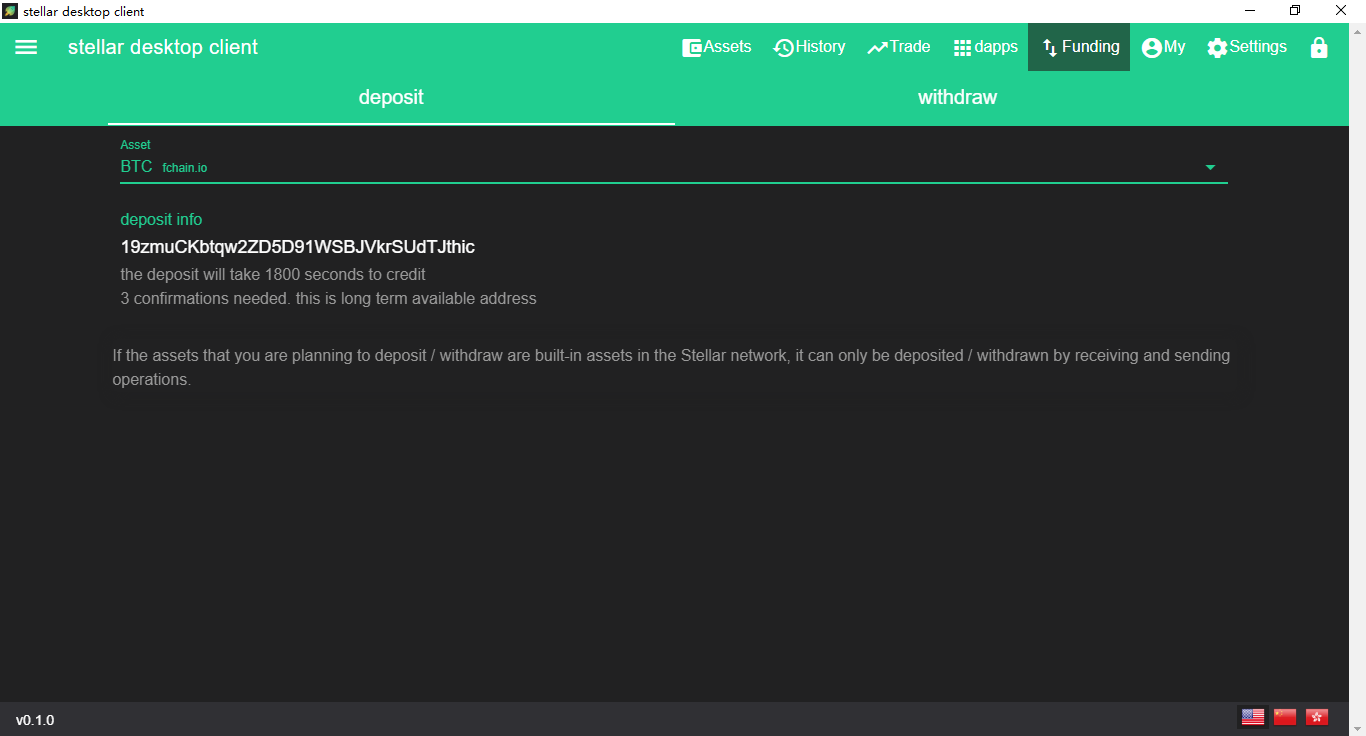 stellar desktop client
stellar desktop client Assets History Trade dapps Funding My Settings
deposit withdraw
Asset
BTC fchain.io
deposit info
19zmuCKbtqw2ZD5D91WSBJVkrSUdTJthic
the deposit will take 1800 seconds to credit
3 confirmations needed. this is long term available address
If the assets that you are planning to deposit / withdraw are built-in assets in the Stellar network, it can only be deposited / withdrawn by receiving and sending
operations.
v0.1.0